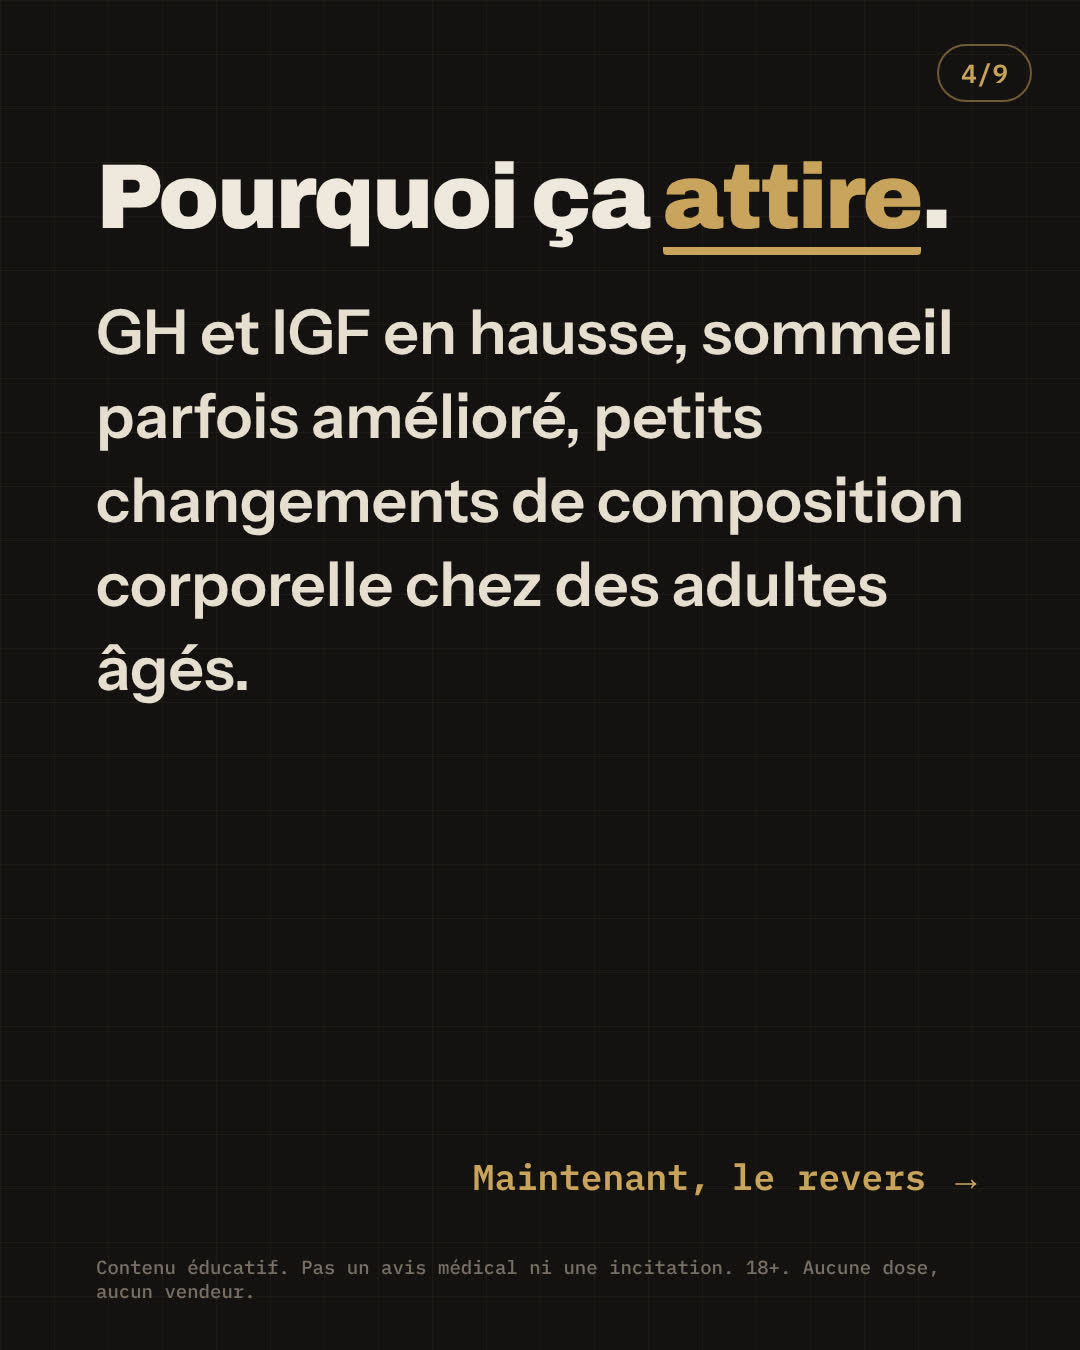 4/9
Pourquoi ça attire.
GH et IGF en hausse, sommeil
parfois amélioré, petits
changements de composition
corporelle chez des adultes
âgés.
Maintenant, le revers →
Contenu éducatif. Pas un avis médical ni une incitation. 18+. Aucune dose,
aucun vendeur.